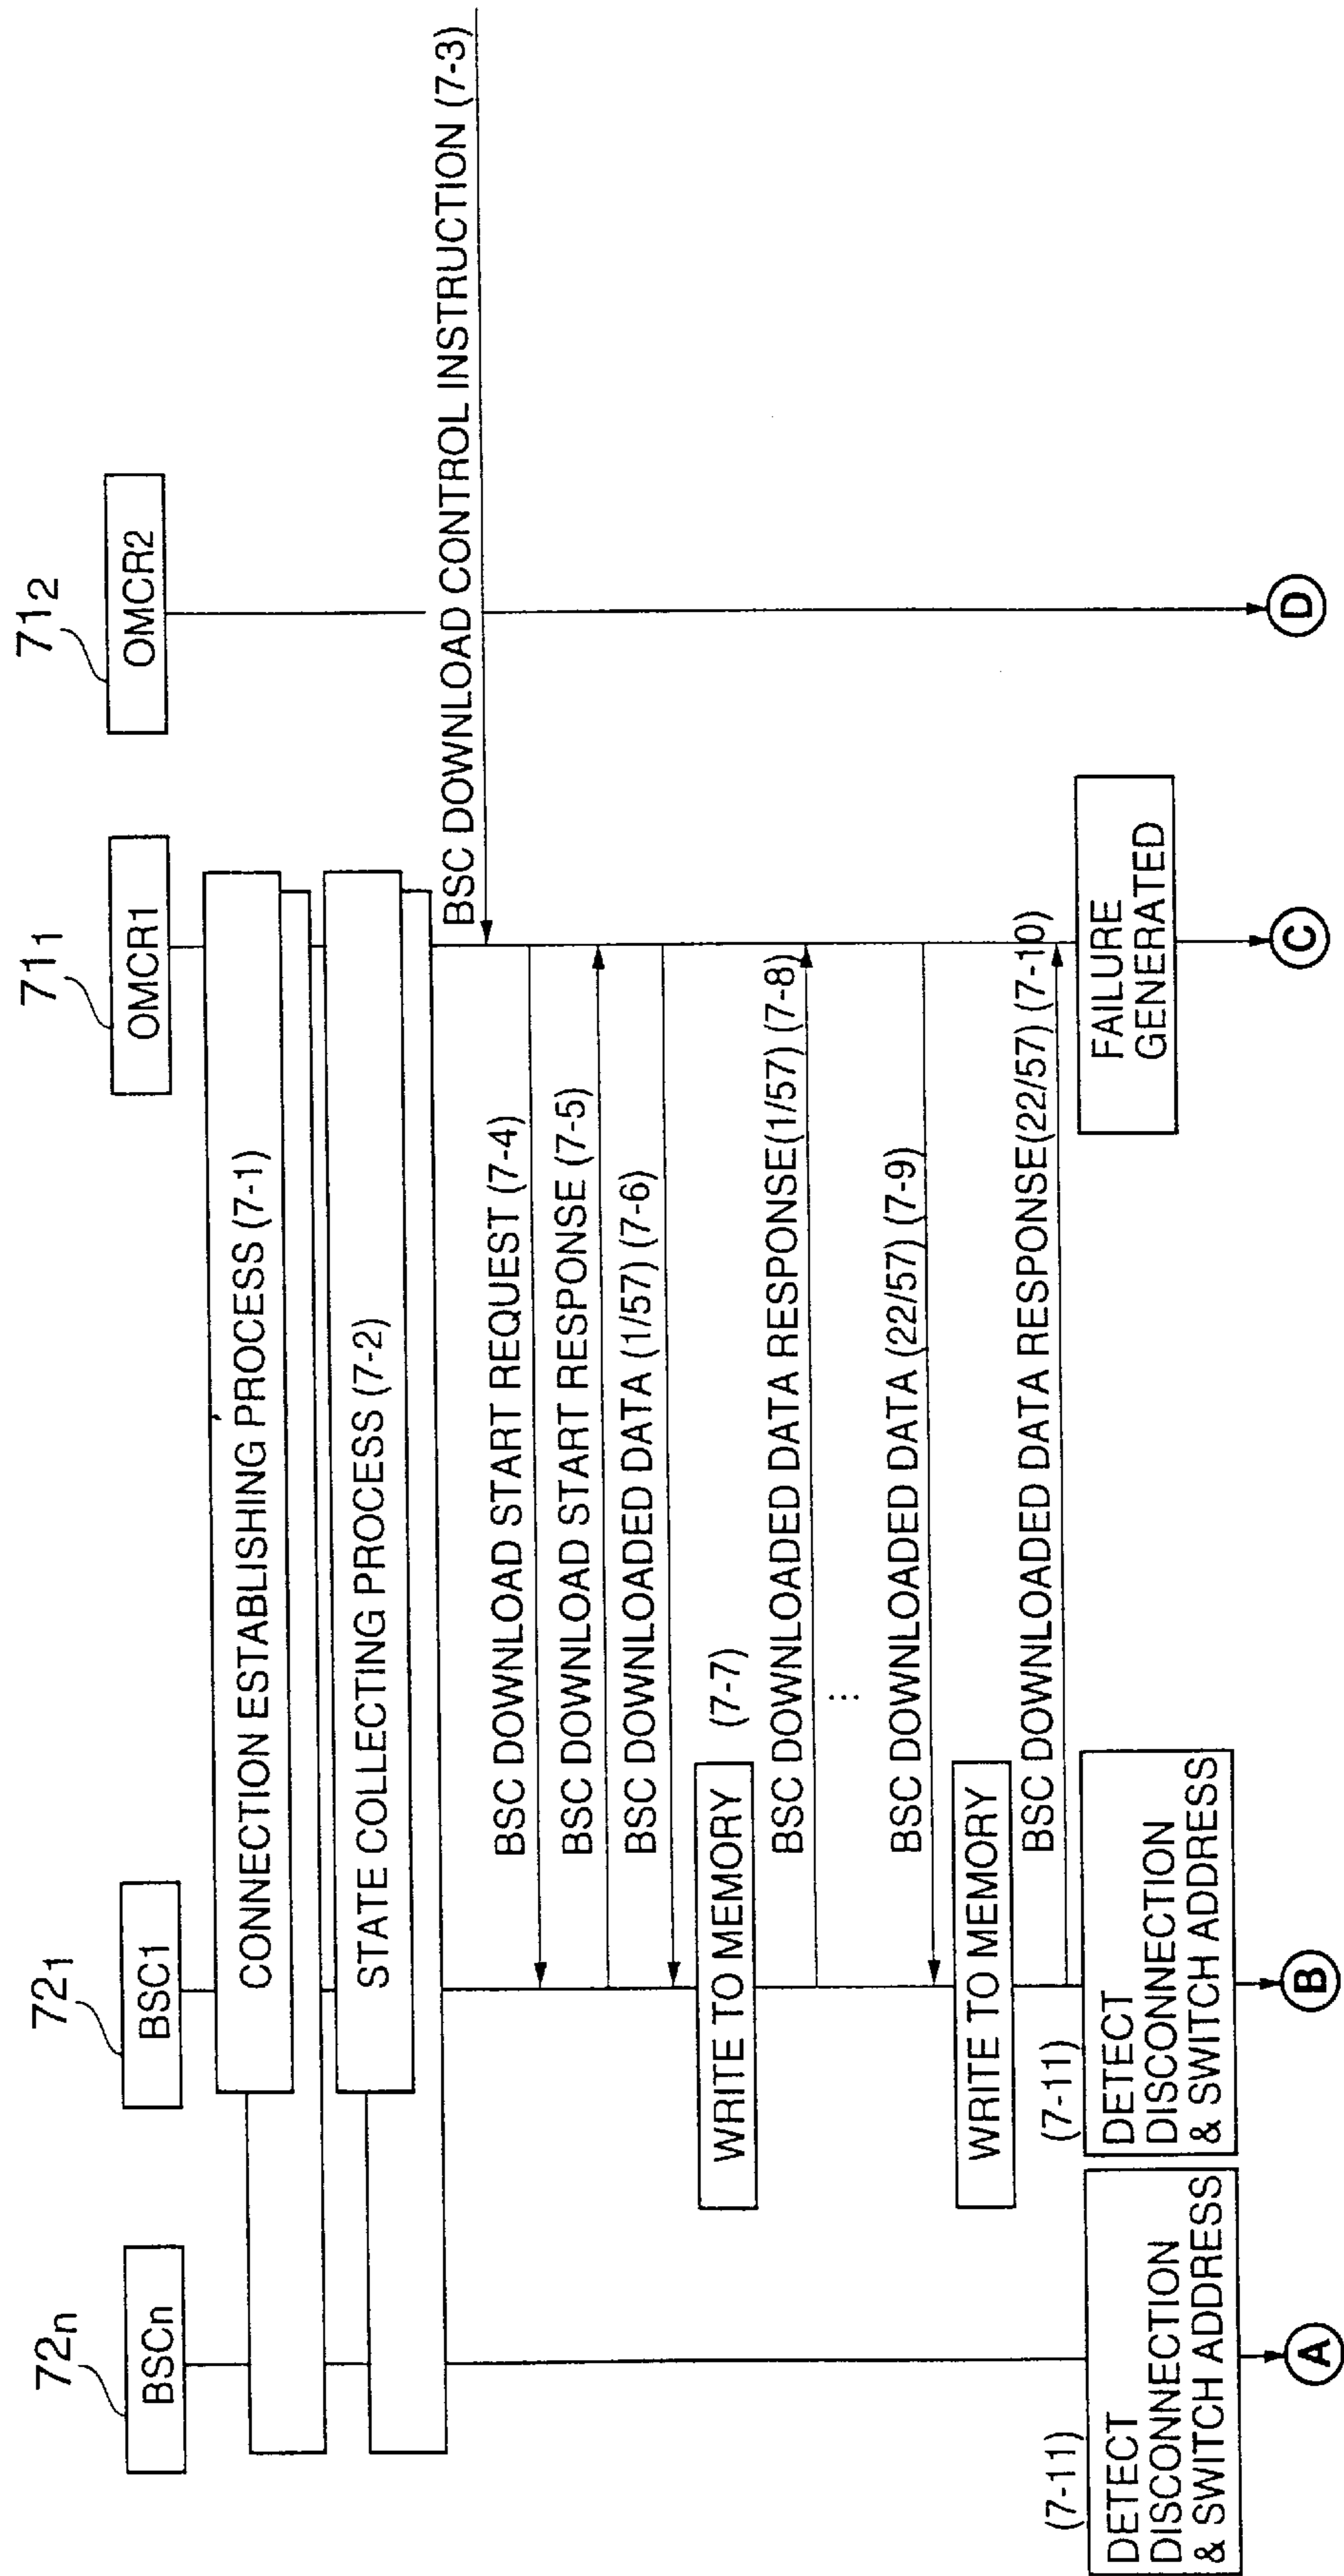 72n
BSCn
721
BSC1
711
OMCR1
712
OMCR2
CONNECTION ESTABLISHING PROCESS (7-1)
STATE COLLECTING PROCESS (7-2)
BSC DOWNLOAD CONTROL INSTRUCTION (7-3)
BSC DOWNLOAD START REQUEST (7-4)
BSC DOWNLOAD START RESPONSE (7-5)
BSC DOWNLOADED DATA (1/57) (7-6)
WRITE TO MEMORY
(7-7)
BSC DOWNLOADED DATA RESPONSE(1/57) (7-8)
...
BSC DOWNLOADED DATA (22/57) (7-9)
WRITE TO MEMORY
BSC DOWNLOADED DATA RESPONSE(22/57) (7-10)
(7-11)
DETECT
DISCONNECTION
& SWITCH ADDRESS
(7-11)
DETECT
DISCONNECTION
& SWITCH ADDRESS
FAILURE
GENERATED
A
B
C
D